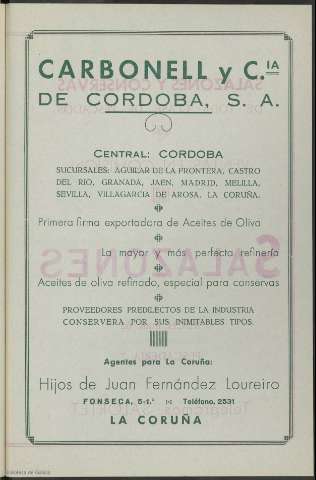 CARBONELL y C.IA
DE CORDOBA, S. A.
CENTRAL: CORDOBA
SUCURSALES: AGUILAR DE LA FRONTERA, CASTRO
DEL RIO, GRANADA, JAEN, MADRID, MELILLA,
SEVILLA, VILLAGARCIA DE AROSA, LA CORUÑA.
Primera firma exportadora de Aceites de Oliva
La mayor y más perfecta refinería
Aceites de oliva refinado, especial para conservas
PROVEEDORES PREDILECTOS DE LA INDUSTRIA
CONSERVERA POR SUS INIMITABLES TIPOS.
Agentes para La Coruña:
Hijos de Juan Fernández Loureiro
FONSECA, 5-1.° Teléfono, 2531
LA CORUÑA
Biblioteca de Galicia